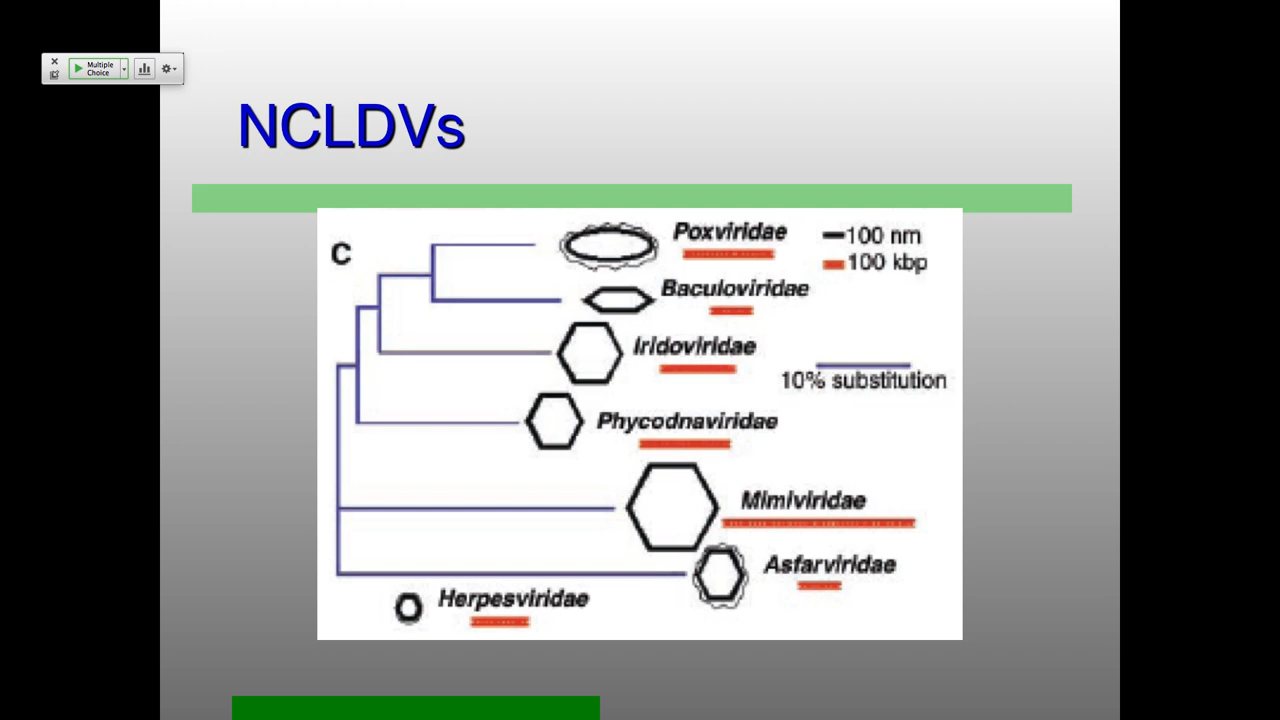 Multiple
Choice
NCLDVs
C
Poxviridae
100 nm
100 kbp
Baculoviridae
Iridoviridae
10% substitution
Phycodnaviridae
Mimiviridae
Asfarviridae
Herpesviridae